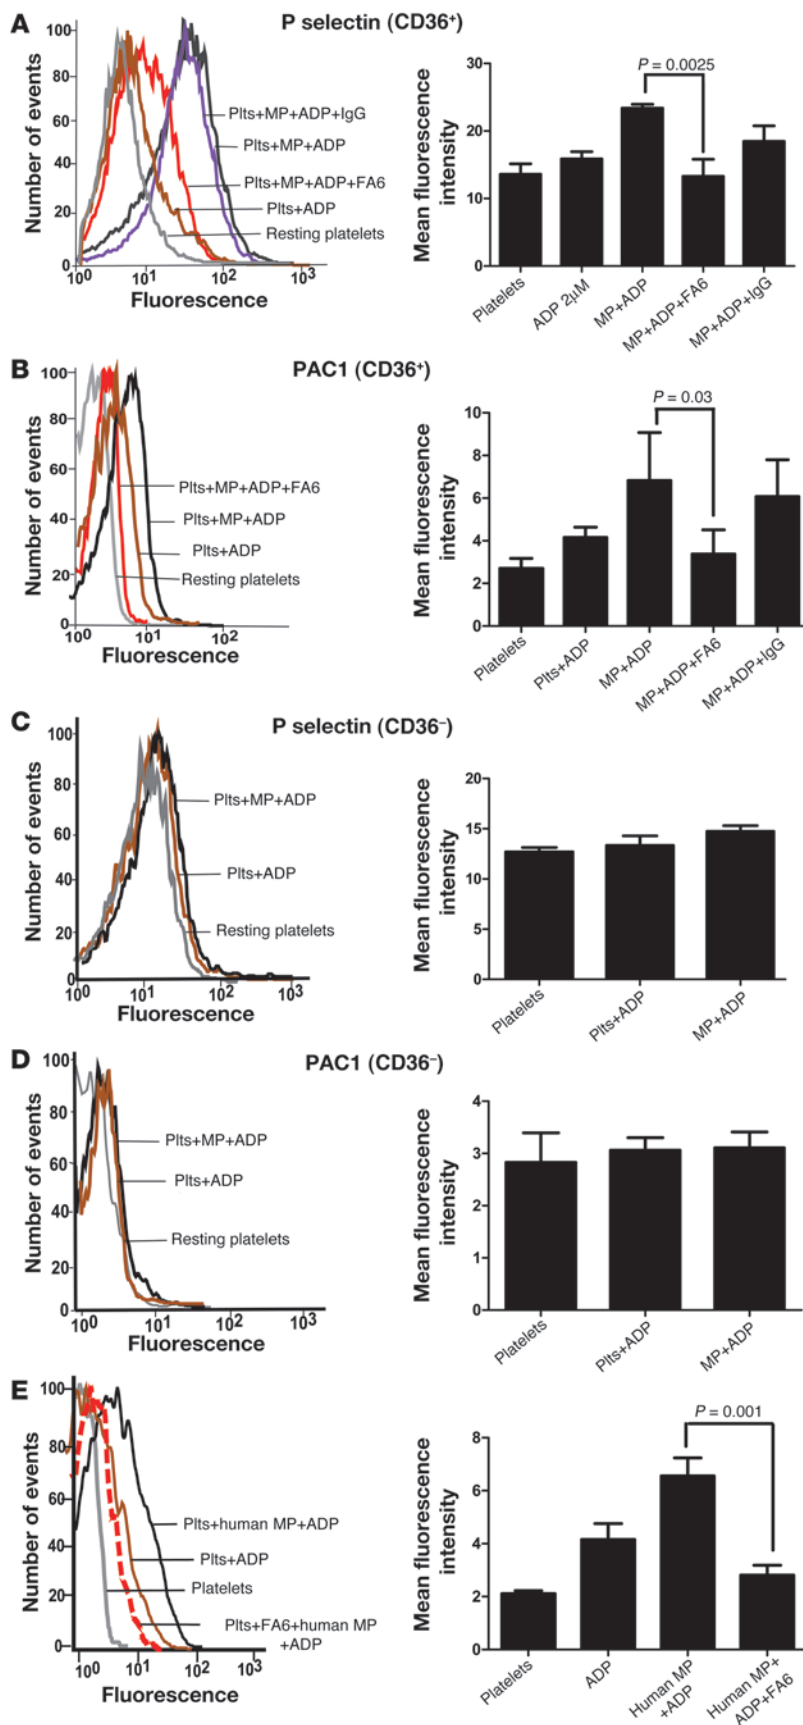 A
P selectin (CD36+)
Number of events
100
80
60
40
20
0
Plts+MP+ADP+IgG
Plts+MP+ADP
Plts+MP+ADP+FA6
Plts+ADP
Resting platelets
10⁰ 10¹ 10² 10³
Fluorescence
Mean fluorescence
intensity
30
20
10
0
P = 0.0025
Platelets
ADP 2µM
MP+ADP
MP+ADP+FA6
MP+ADP+IgG
B
PAC1 (CD36+)
Number of events
100
80
60
40
20
0
Plts+MP+ADP+FA6
Plts+MP+ADP
Plts+ADP
Resting platelets
10⁰ 10¹ 10²
Fluorescence
Mean fluorescence
intensity
10
8
6
4
2
0
P = 0.03
Platelets
Plts+ADP
MP+ADP
MP+ADP+FA6
MP+ADP+IgG
C
P selectin (CD36–)
Number of events
100
80
60
40
20
0
Plts+MP+ADP
Plts+ADP
Resting platelets
10⁰ 10¹ 10² 10³
Fluorescence
Mean fluorescence
intensity
20
15
10
5
0
Platelets
Plts+ADP
MP+ADP
D
PAC1 (CD36–)
Number of events
100
80
60
40
20
0
Plts+MP+ADP
Plts+ADP
Resting platelets
10⁰ 10¹ 10² 10³
Fluorescence
Mean fluorescence
intensity
4
3
2
1
0
Platelets
Plts+ADP
MP+ADP
E
Number of events
100
80
60
40
20
0
Plts+human MP+ADP
Plts+ADP
Platelets
Plts+FA6+human MP
+ADP
10⁰ 10¹ 10² 10³
Fluorescence
Mean fluorescence
intensity
8
6
4
2
0
P = 0.001
Platelets
ADP
Human MP
+ADP
Human MP+
ADP+FA6